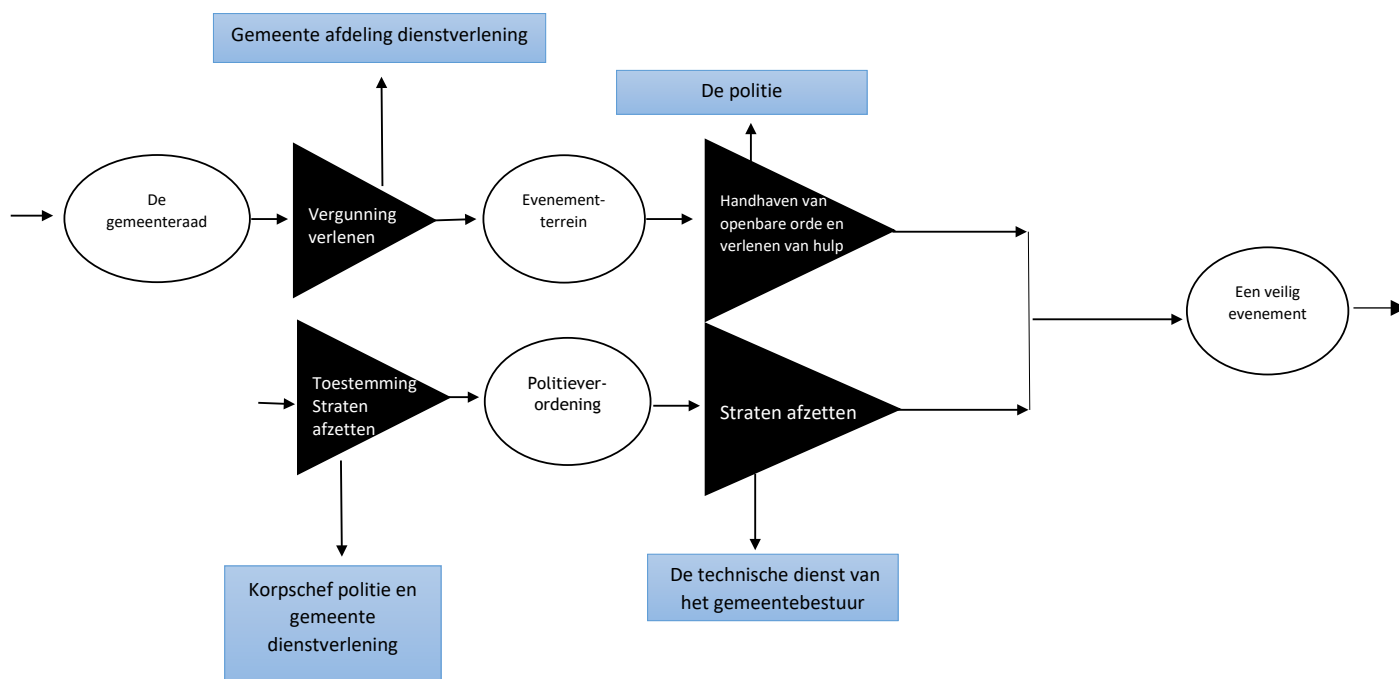 Gemeente afdeling dienstverlening
De politie
De
gemeenteraad
Vergunning
verlenen
Evenement-
terrein
Handhaven van
openbare orde en
verlenen van hulp
Een veilig
evenement
Toestemming
Straten
afzetten
Politiever-
ordening
Straten afzetten
Korpschef politie en
gemeente
dienstverlening
De technische dienst van
het gemeentebestuur